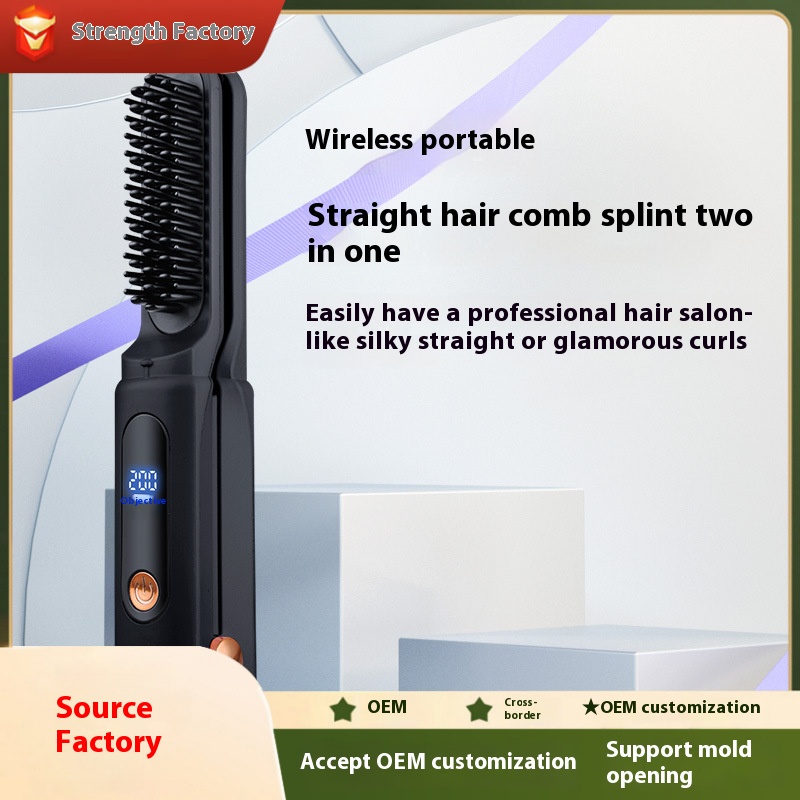 Strength Factory
Wireless portable
Straight hair comb splint two
in one
Easily have a professional hair salon-
like silky straight or glamorous curls
200
Objective
Source
Factory
OEM
Cross-
border
★OEM customization
Accept OEM customization
Support mold
opening